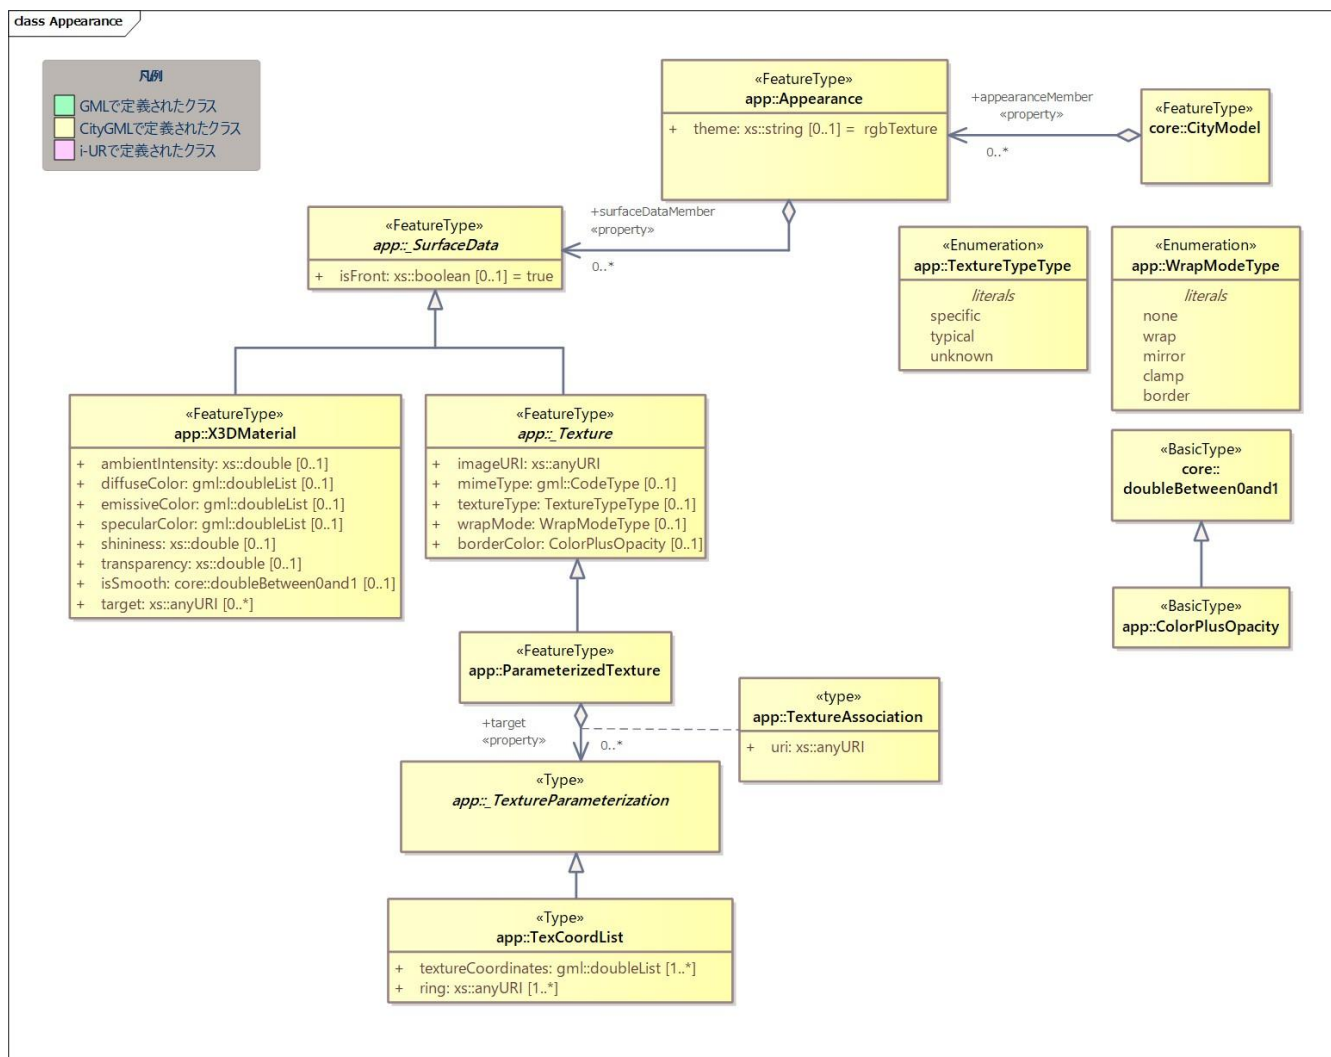 class Appearance
凡例
GMLで定義されたクラス
CityGMLで定義されたクラス
i-URで定義されたクラス
«FeatureType»
app::Appearance
+ theme: xs::string [0..1] = rgbTexture
+appearanceMember
«property»
0..*
«FeatureType»
core::CityModel
+surfaceDataMember
«property»
0..*
«FeatureType»
app::_SurfaceData
+ isFront: xs::boolean [0..1] = true
«Enumeration»
app::TextureTypeType
literals
specific
typical
unknown
«Enumeration»
app::WrapModeType
literals
none
wrap
mirror
clamp
border
«FeatureType»
app::X3DMaterial
+ ambientIntensity: xs::double [0..1]
+ diffuseColor: gml::doubleList [0..1]
+ emissiveColor: gml::doubleList [0..1]
+ specularColor: gml::doubleList [0..1]
+ shininess: xs::double [0..1]
+ transparency: xs::double [0..1]
+ isSmooth: core::doubleBetween0and1 [0..1]
+ target: xs::anyURI [0..*]
«FeatureType»
app::_Texture
+ imageURI: xs::anyURI
+ mimeType: gml::CodeType [0..1]
+ textureType: TextureTypeType [0..1]
+ wrapMode: WrapModeType [0..1]
+ borderColor: ColorPlusOpacity [0..1]
«BasicType»
core::
doubleBetween0and1
«BasicType»
app::ColorPlusOpacity
«FeatureType»
app::ParameterizedTexture
+target
«property»
0..*
«type»
app::TextureAssociation
+ uri: xs::anyURI
«Type»
app::_TextureParameterization
«Type»
app::TexCoordList
+ textureCoordinates: gml::doubleList [1..*]
+ ring: xs::anyURI [1..*]